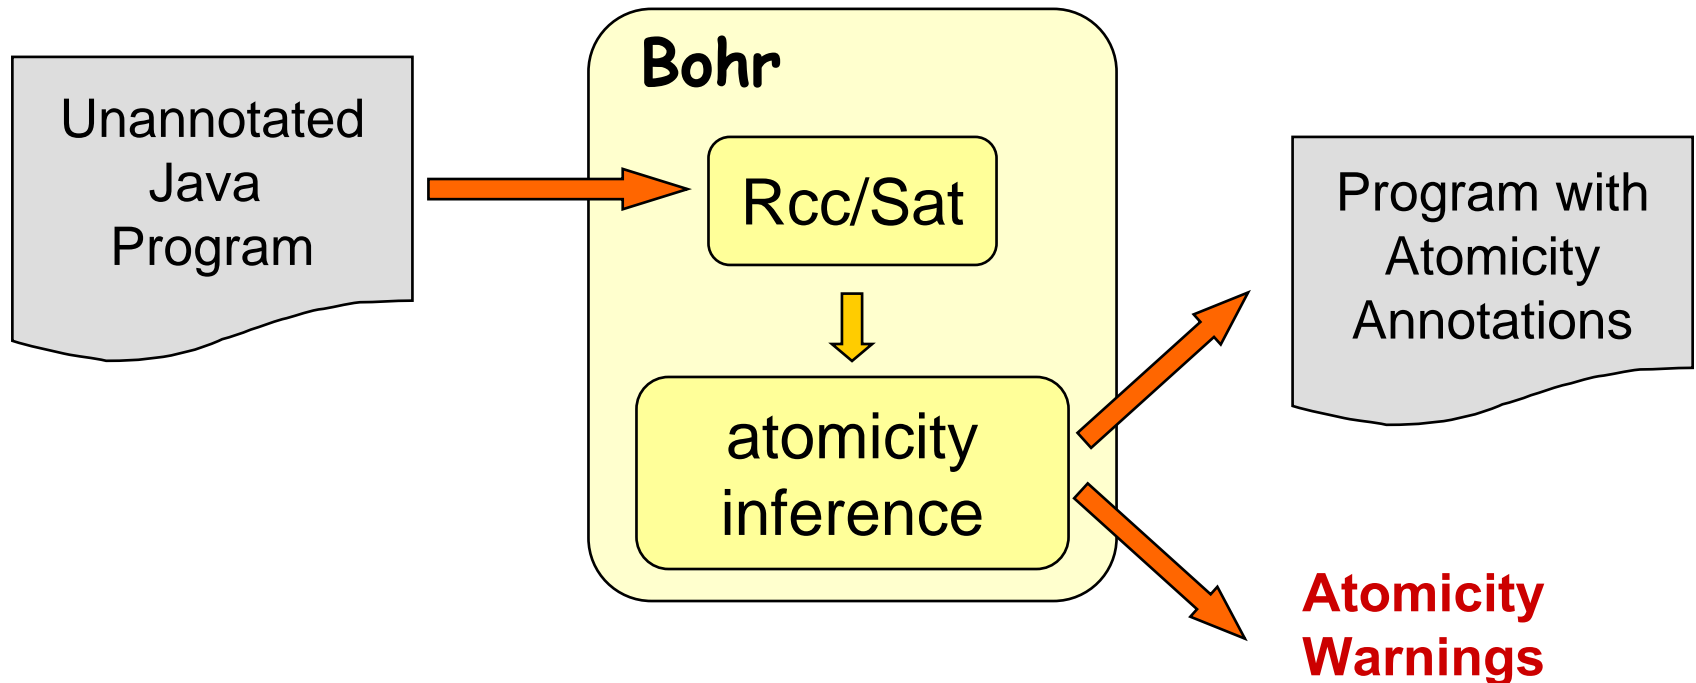 Unannotated
Java
Program
Bohr
Rcc/Sat
atomicity
inference
Program with
Atomicity
Annotations
Atomicity
Warnings